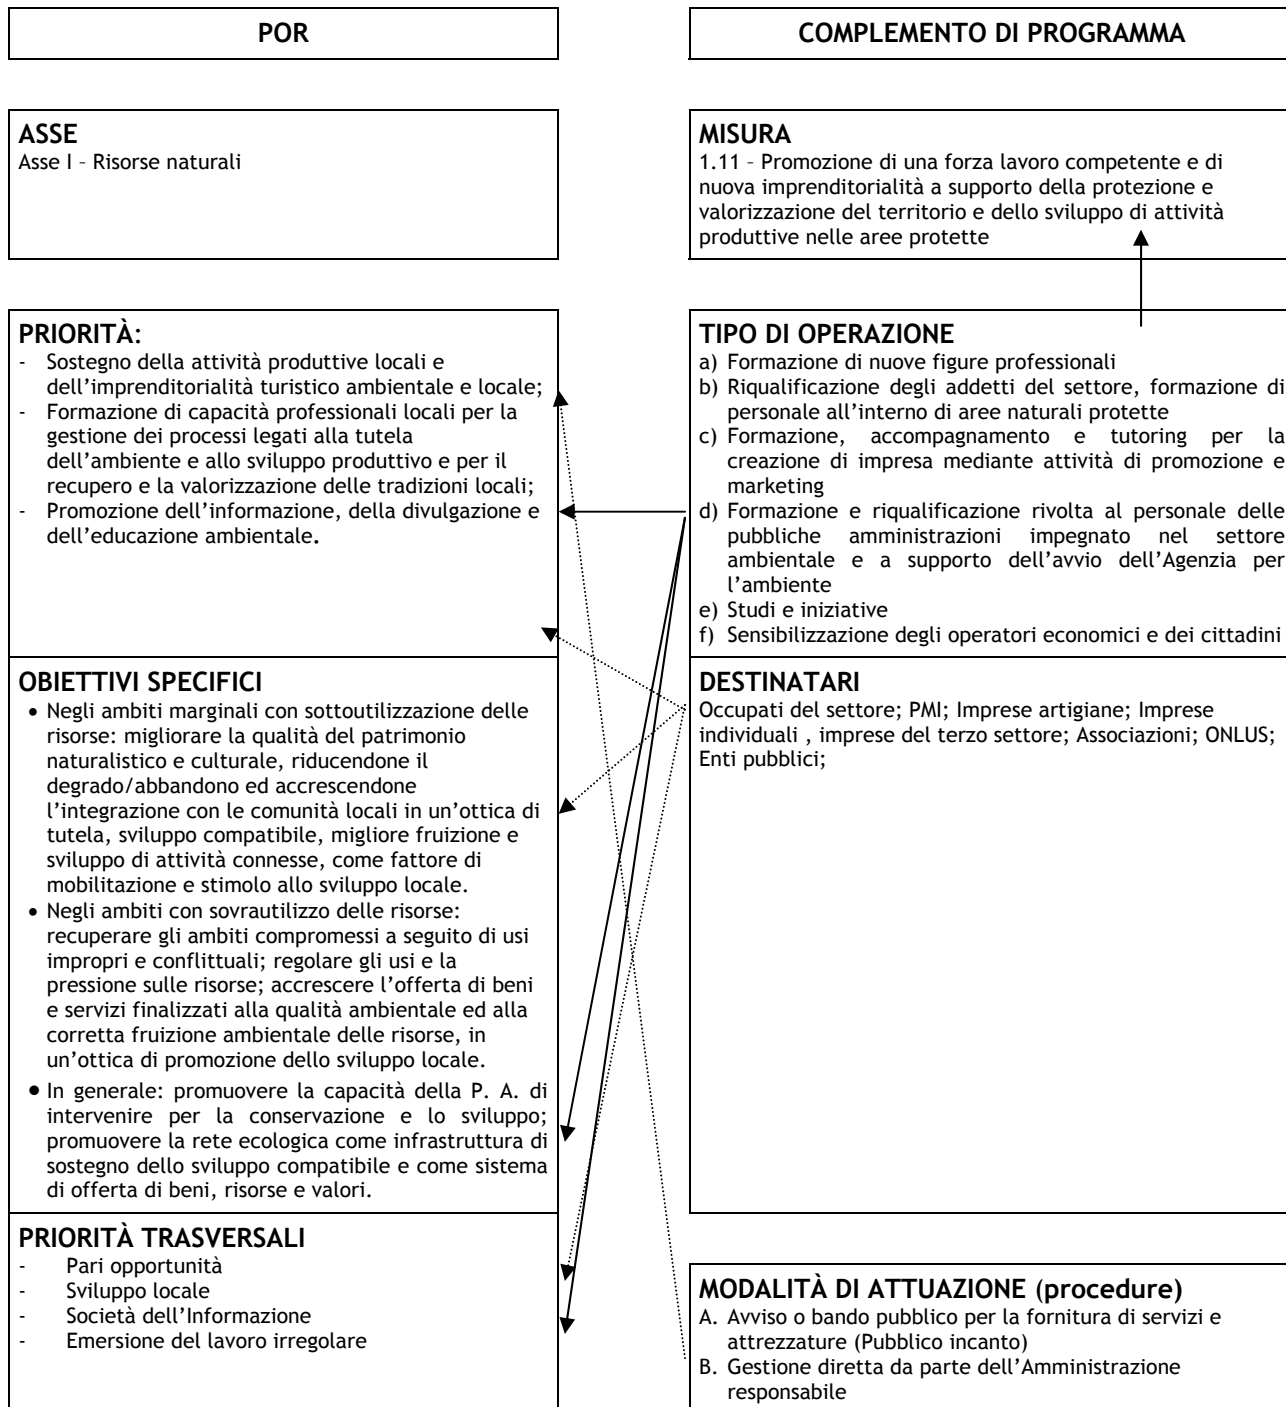 POR
COMPLEMENTO DI PROGRAMMA
ASSE
Asse I – Risorse naturali
MISURA
1.11 – Promozione di una forza lavoro competente e di
nuova imprenditorialità a supporto della protezione e
valorizzazione del territorio e dello sviluppo di attività
produttive nelle aree protette
PRIORITÀ:
- Sostegno della attività produttive locali e
dell’imprenditorialità turistico ambientale e locale;
- Formazione di capacità professionali locali per la
gestione dei processi legati alla tutela
dell’ambiente e allo sviluppo produttivo e per il
recupero e la valorizzazione delle tradizioni locali;
- Promozione dell’informazione, della divulgazione e
dell’educazione ambientale.
TIPO DI OPERAZIONE
a) Formazione di nuove figure professionali
b) Riqualificazione degli addetti del settore, formazione di
personale all’interno di aree naturali protette
c) Formazione, accompagnamento e tutoring per la
creazione di impresa mediante attività di promozione e
marketing
d) Formazione e riqualificazione rivolta al personale delle
pubbliche amministrazioni impegnato nel settore
ambientale e a supporto dell’avvio dell’Agenzia per
l’ambiente
e) Studi e iniziative
f) Sensibilizzazione degli operatori economici e dei cittadini
OBIETTIVI SPECIFICI
• Negli ambiti marginali con sottoutilizzazione delle
risorse: migliorare la qualità del patrimonio
naturalistico e culturale, riducendone il
degrado/abbandono ed accrescendone
l’integrazione con le comunità locali in un’ottica di
tutela, sviluppo compatibile, migliore fruizione e
sviluppo di attività connesse, come fattore di
mobilitazione e stimolo allo sviluppo locale.
• Negli ambiti con sovrautilizzo delle risorse:
recuperare gli ambiti compromessi a seguito di usi
impropri e conflittuali; regolare gli usi e la
pressione sulle risorse; accrescere l’offerta di beni
e servizi finalizzati alla qualità ambientale ed alla
corretta fruizione ambientale delle risorse, in
un’ottica di promozione dello sviluppo locale.
• In generale: promuovere la capacità della P. A. di
intervenire per la conservazione e lo sviluppo;
promuovere la rete ecologica come infrastruttura di
sostegno dello sviluppo compatibile e come sistema
di offerta di beni, risorse e valori.
DESTINATARI
Occupati del settore; PMI; Imprese artigiane; Imprese
individuali , imprese del terzo settore; Associazioni; ONLUS;
Enti pubblici;
PRIORITÀ TRASVERSALI
- Pari opportunità
- Sviluppo locale
- Società dell’Informazione
- Emersione del lavoro irregolare
MODALITÀ DI ATTUAZIONE (procedure)
A. Avviso o bando pubblico per la fornitura di servizi e
attrezzature (Pubblico incanto)
B. Gestione diretta da parte dell’Amministrazione
responsabile